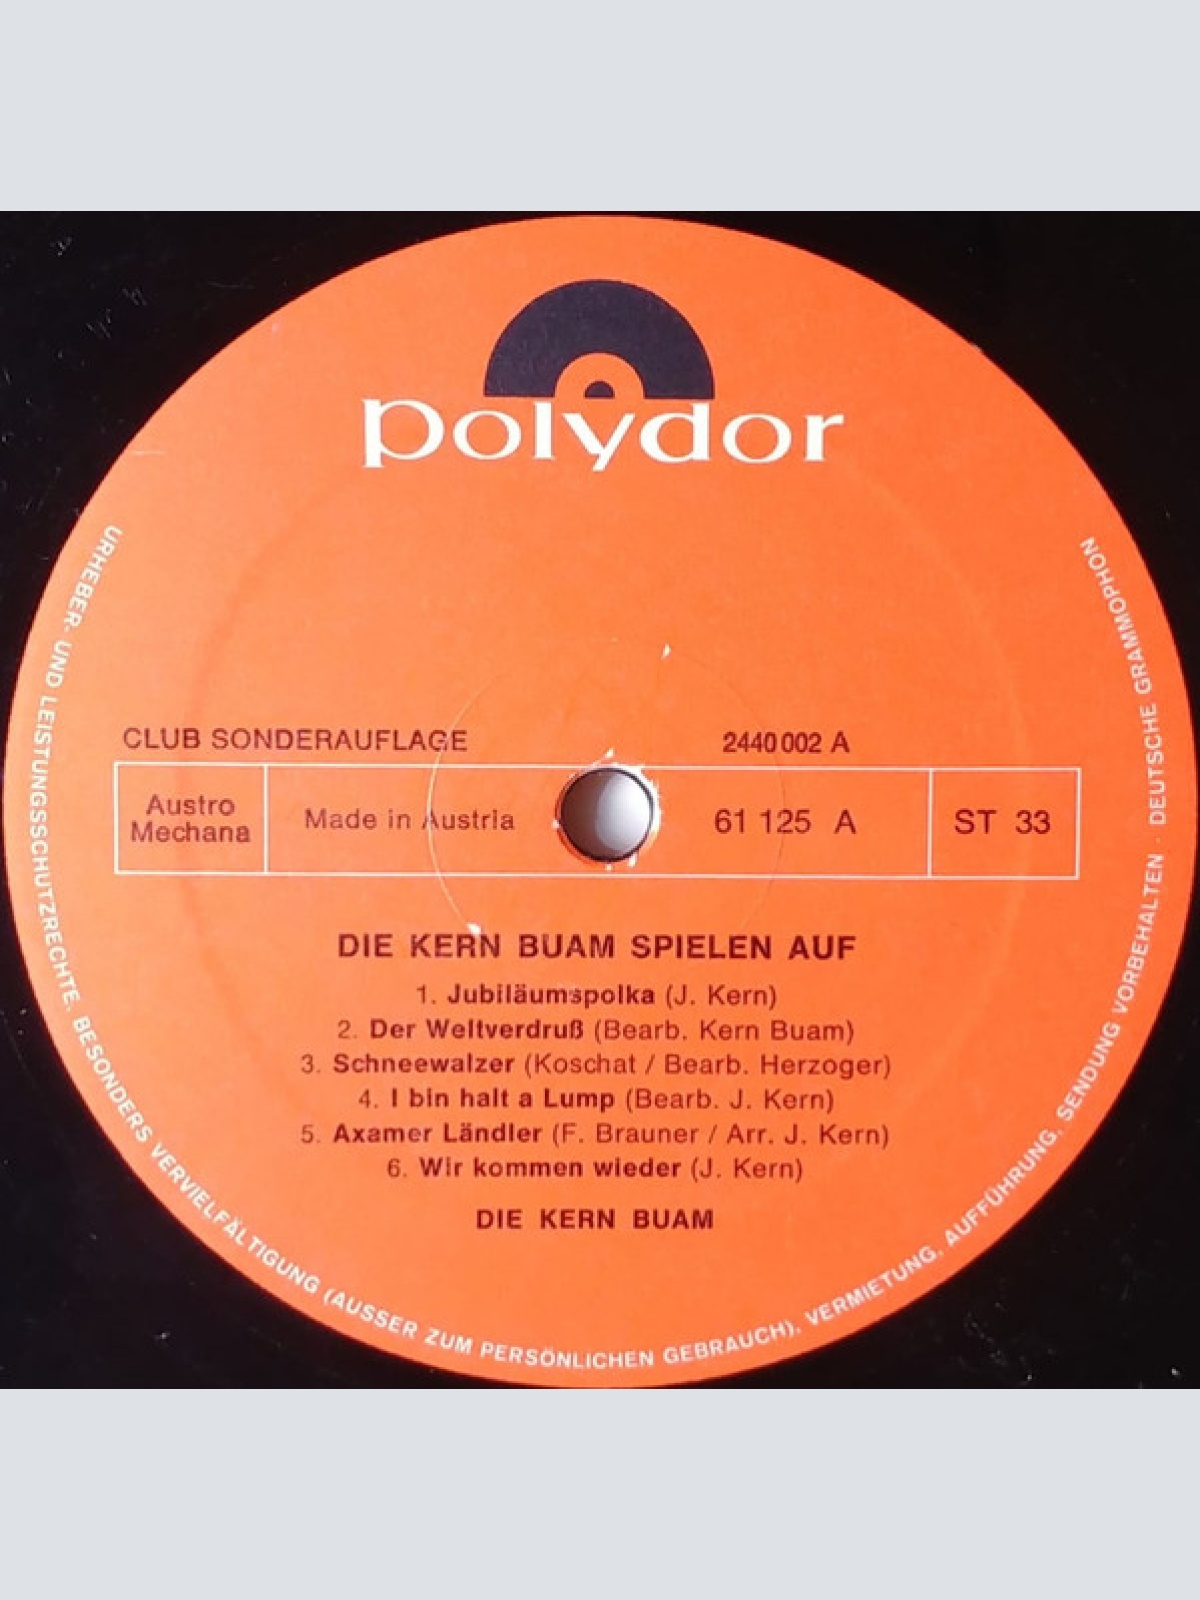 polydor
CLUB SONDERAUFLAGE 2440 002 A
Austro
Mechana
Made in Austria
61 125 A
ST 33
DIE KERN BUAM SPIELEN AUF
1. Jubiläumspolka (J. Kern)
2. Der Weltverdruß (Bearb. Kern Buam)
3. Schneewalzer (Koschat / Bearb. Herzoger)
4. I bin halt a Lump (Bearb. J. Kern)
5. Axamer Ländler (F. Brauner / Arr. J. Kern)
6. Wir kommen wieder (J. Kern)
DIE KERN BUAM
URHEBER- UND LEISTUNGSSCHUTZRECHTE, BESONDERS VERVIELFÄLTIGUNG (AUSSER ZUM PERSÖNLICHEN GEBRAUCH), VERMIETUNG, AUFFÜHRUNG, SENDUNG VORBEHALTEN · DEUTSCHE GRAMMOPHON